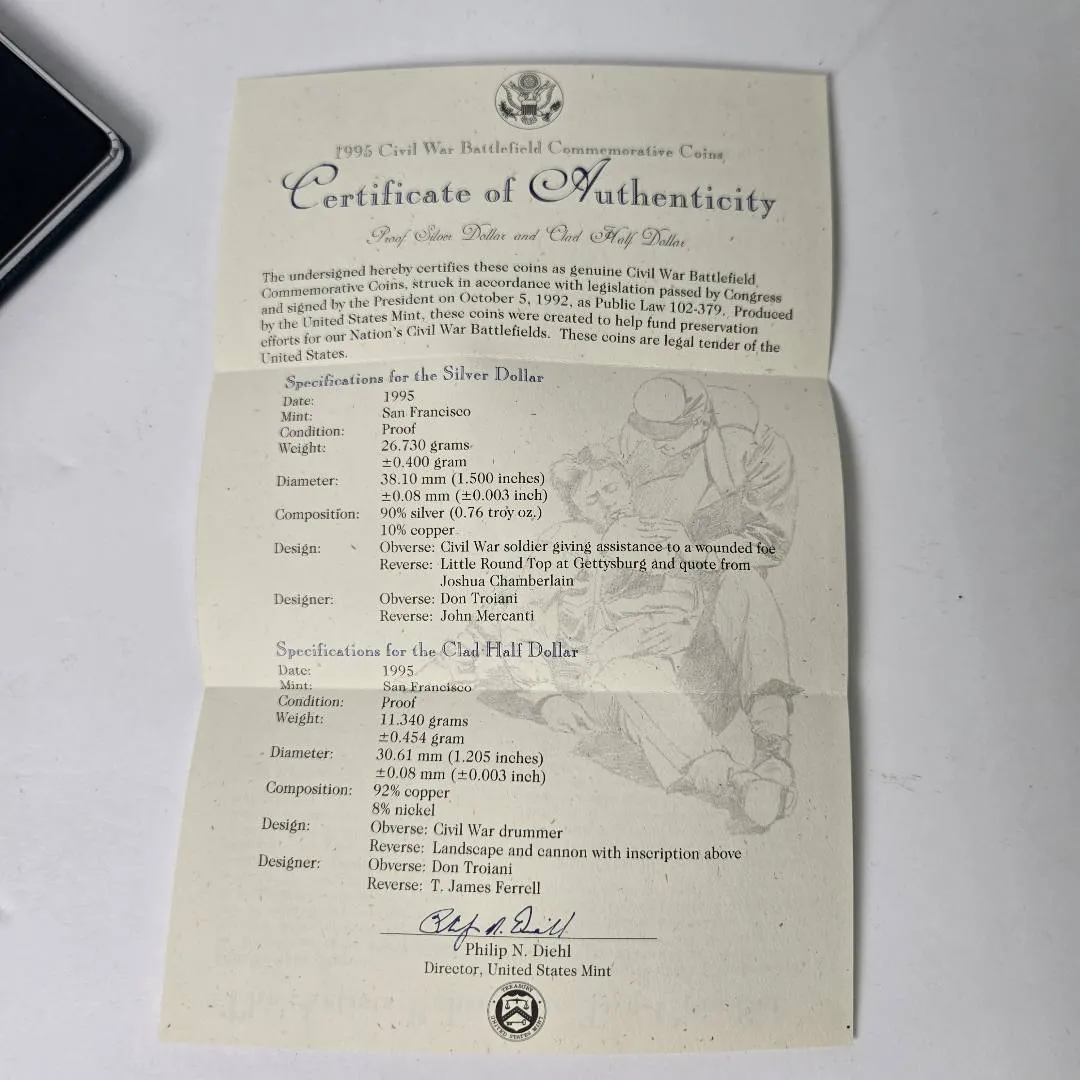 1995 Civil War Battlefield Commemorative Coins
Certificate of Authenticity
Proof Silver Dollar and Clad Half Dollar
The undersigned hereby certifies these coins as genuine Civil War Battlefield
Commemorative Coins, struck in accordance with legislation passed by Congress
and signed by the President on October 5, 1992, as Public Law 102-379. Produced
by the United States Mint, these coins were created to help fund preservation
efforts for our Nation's Civil War Battlefields. These coins are legal tender of the
United States.
Specifications for the Silver Dollar
Date: 1995
Mint: San Francisco
Condition: Proof
Weight: 26.730 grams
±0.400 gram
Diameter: 38.10 mm (1.500 inches)
±0.08 mm (±0.003 inch)
Composition: 90% silver (0.76 troy oz.)
10% copper
Design: Obverse: Civil War soldier giving assistance to a wounded foe
Reverse: Little Round Top at Gettysburg and quote from
Joshua Chamberlain
Designer: Obverse: Don Troiani
Reverse: John Mercanti
Specifications for the Clad Half Dollar
Date: 1995
Mint: San Francisco
Condition: Proof
Weight: 11.340 grams
±0.454 gram
Diameter: 30.61 mm (1.205 inches)
±0.08 mm (±0.003 inch)
Composition: 92% copper
8% nickel
Design: Obverse: Civil War drummer
Reverse: Landscape and cannon with inscription above
Designer: Obverse: Don Troiani
Reverse: T. James Ferrell
Philip N. Diehl
Philip N. Diehl
Director, United States Mint
TREASURY
UNITED STATES MINT